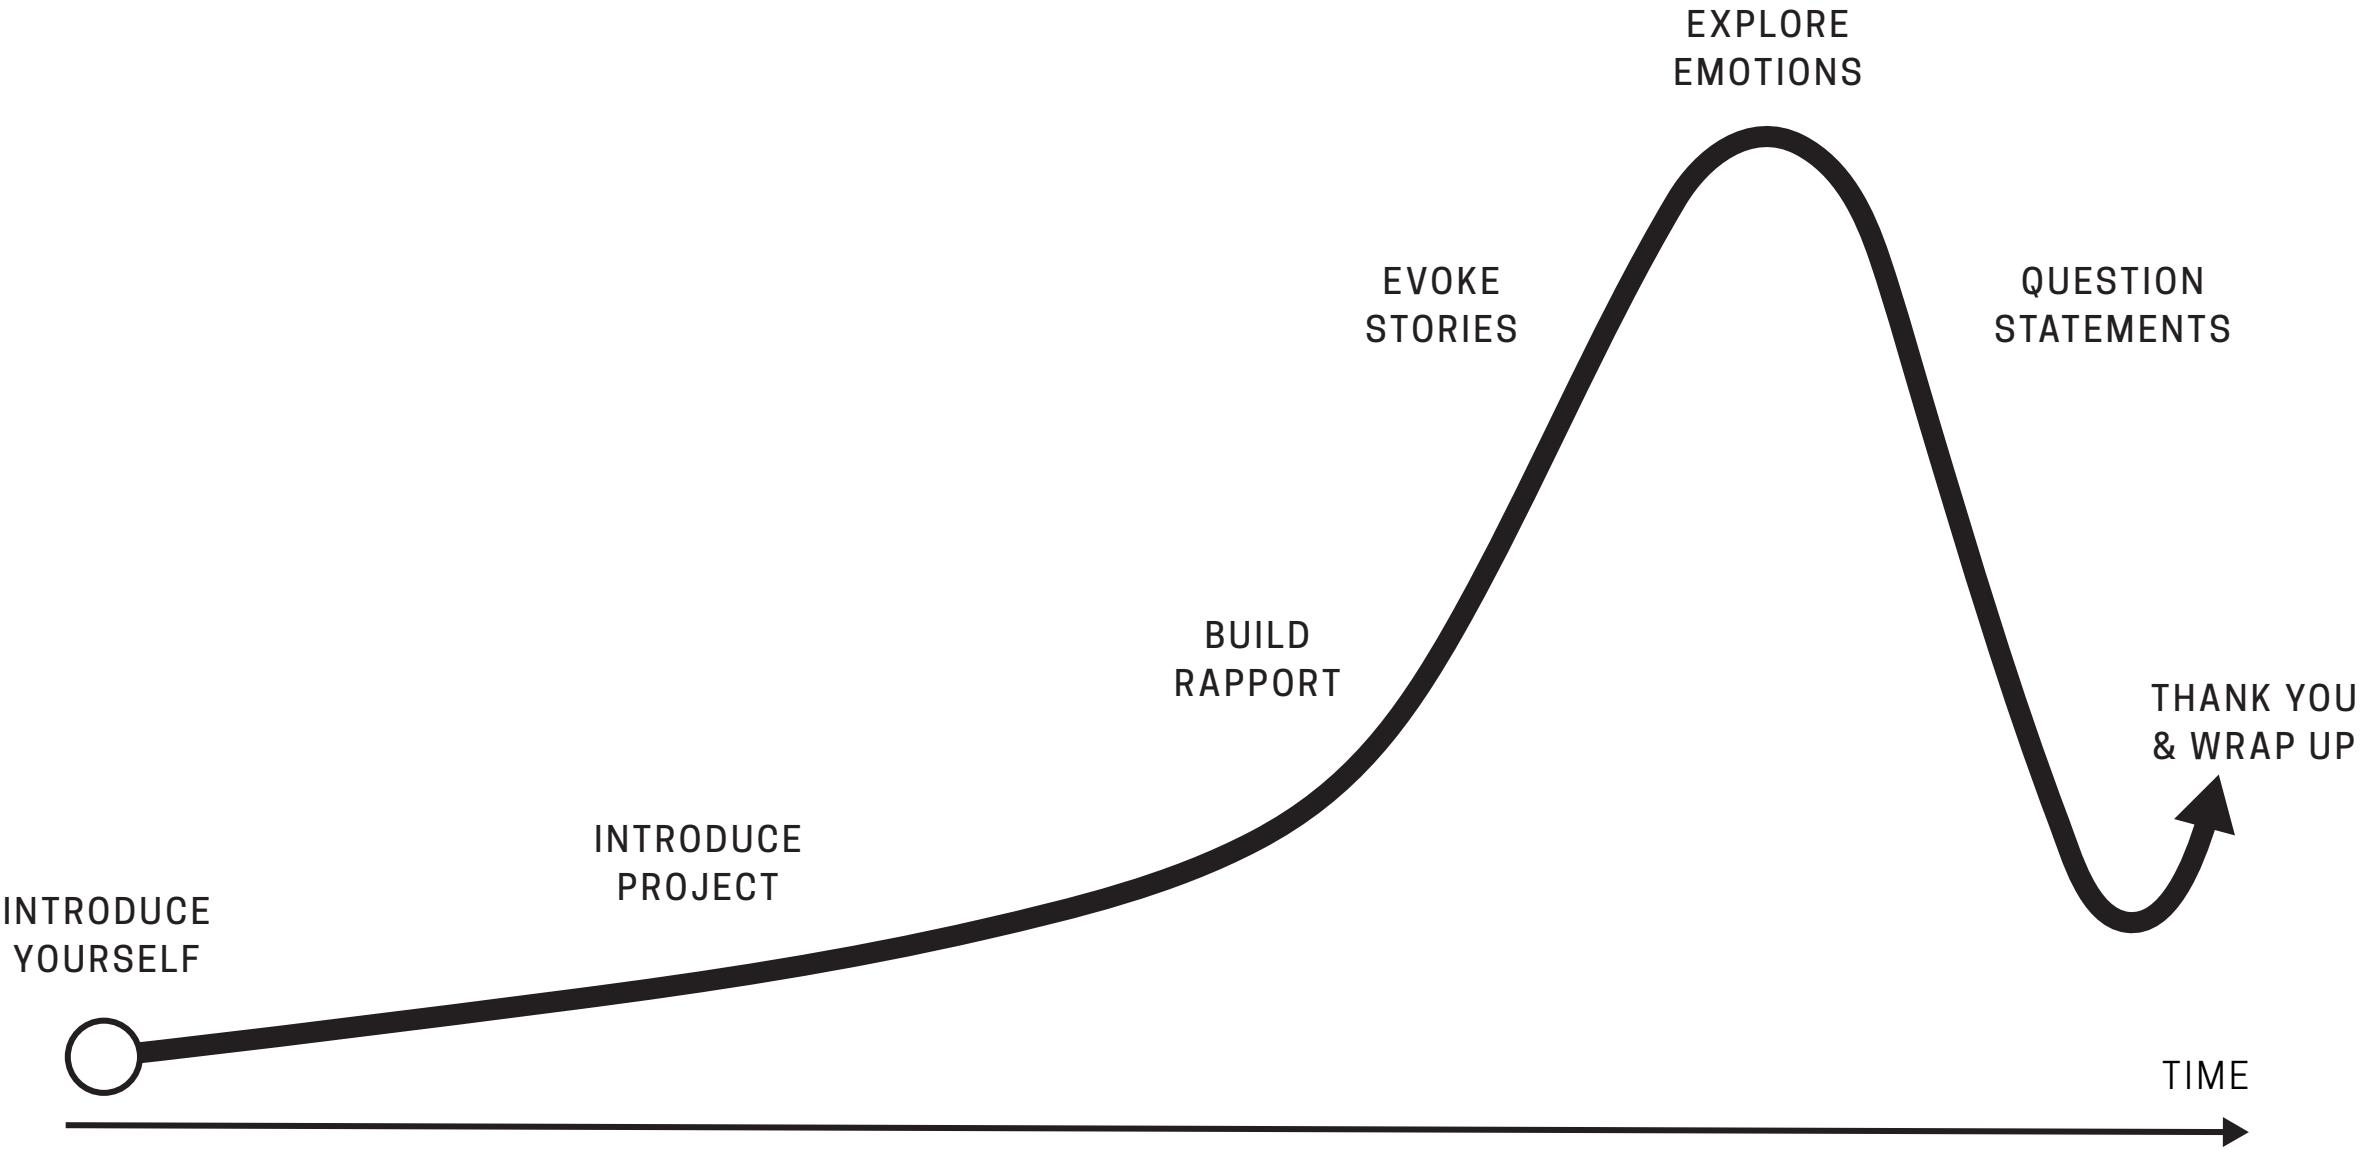 INTRODUCE
YOURSELF
INTRODUCE
PROJECT
BUILD
RAPPORT
EVOKE
STORIES
EXPLORE
EMOTIONS
QUESTION
STATEMENTS
THANK YOU
& WRAP UP
TIME